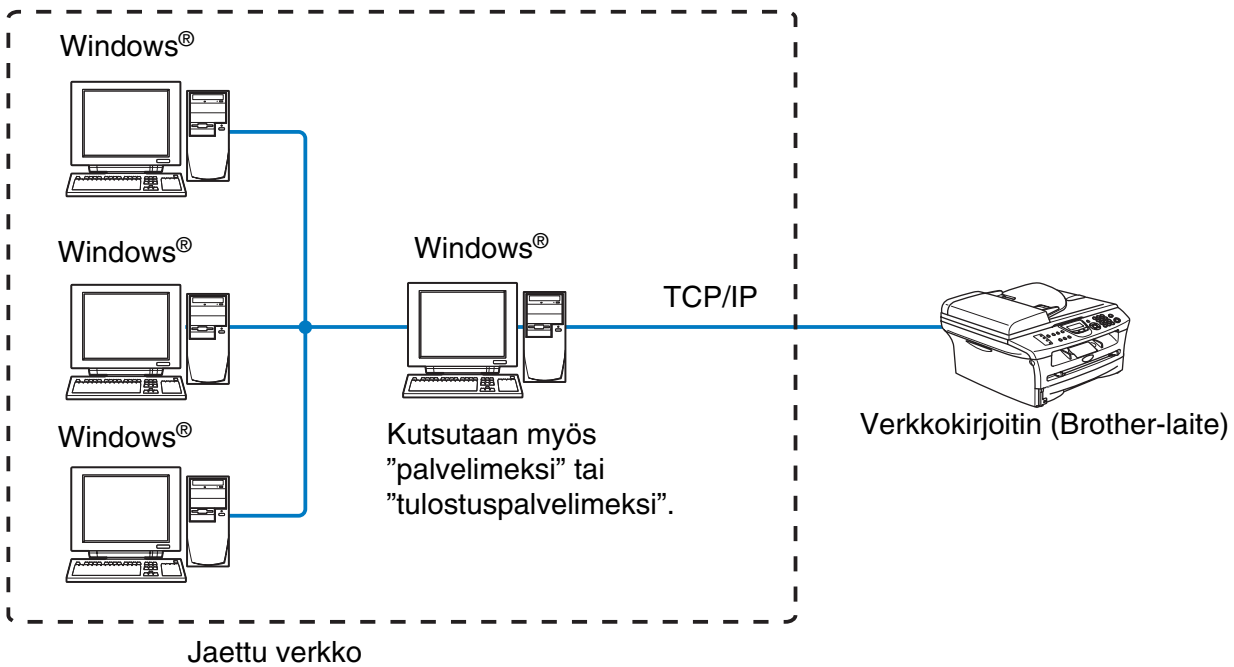 Windows®
Windows®
Windows®
TCP/IP
Verkkokirjoitin (Brother-laite)
Windows®
Kutsutaan myös
”palvelimeksi” tai
”tulostuspalvelimeksi”.
Jaettu verkko